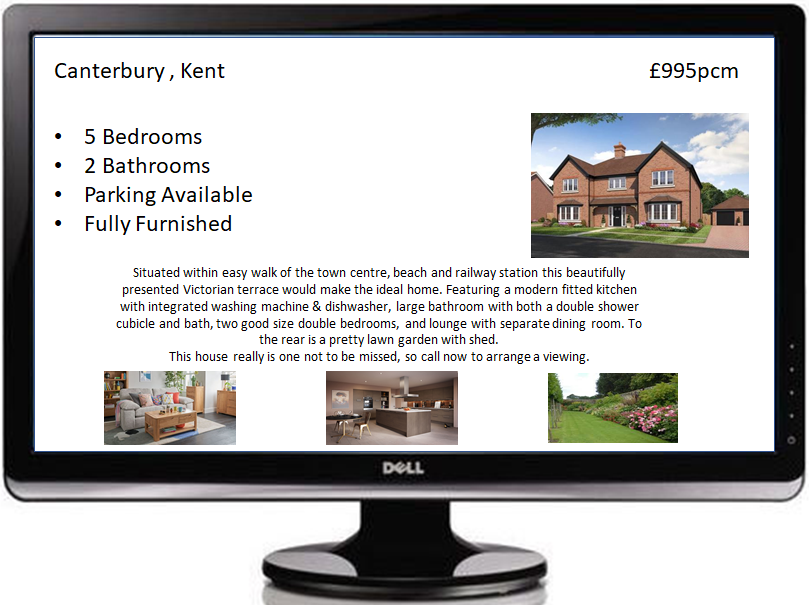 Canterbury , Kent
£995pcm
• 5 Bedrooms
• 2 Bathrooms
• Parking Available
• Fully Furnished
Situated within easy walk of the town centre, beach and railway station this beautifully
presented Victorian terrace would make the ideal home. Featuring a modern fitted kitchen
with integrated washing machine & dishwasher, large bathroom with both a double shower
cubicle and bath, two good size double bedrooms, and lounge with separate dining room. To
the rear is a pretty lawn garden with shed.
This house really is one not to be missed, so call now to arrange a viewing.
DELL